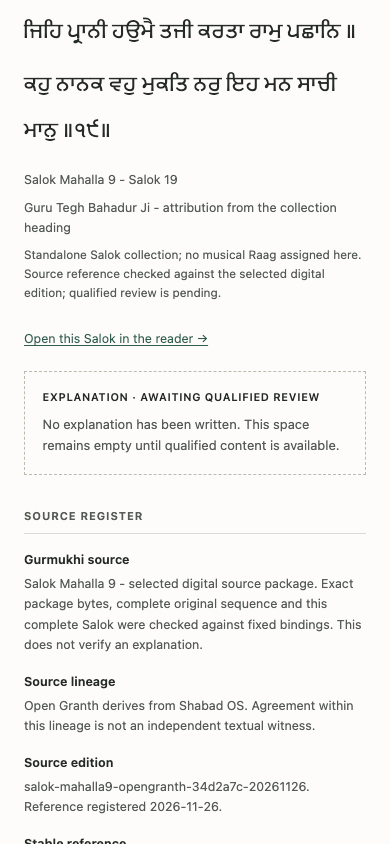 ਜਿਹਿ ਪ੍ਰਾਨੀ ਹਉਮੈ ਤਜੀ ਕਰਤਾ ਰਾਮੁ ਪਛਾਨਿ ॥
ਕਹੁ ਨਾਨਕ ਵਹੁ ਮੁਕਤਿ ਨਰੁ ਇਹ ਮਨ ਸਾਚੀ
ਮਾਨੁ ॥੧੯॥
Salok Mahalla 9 - Salok 19
Guru Tegh Bahadur Ji - attribution from the collection
heading
Standalone Salok collection; no musical Raag assigned here.
Source reference checked against the selected digital
edition; qualified review is pending.
Open this Salok in the reader →
EXPLANATION · AWAITING QUALIFIED REVIEW
No explanation has been written. This space
remains empty until qualified content is available.
SOURCE REGISTER
Gurmukhi source
Salok Mahalla 9 - selected digital source package. Exact
package bytes, complete original sequence and this
complete Salok were checked against fixed bindings. This
does not verify an explanation.
Source lineage
Open Granth derives from Shabad OS. Agreement within
this lineage is not an independent textual witness.
Source edition
salok-mahalla9-opengranth-34d2a7c-20261126.
Reference registered 2026-11-26.
Stable reference